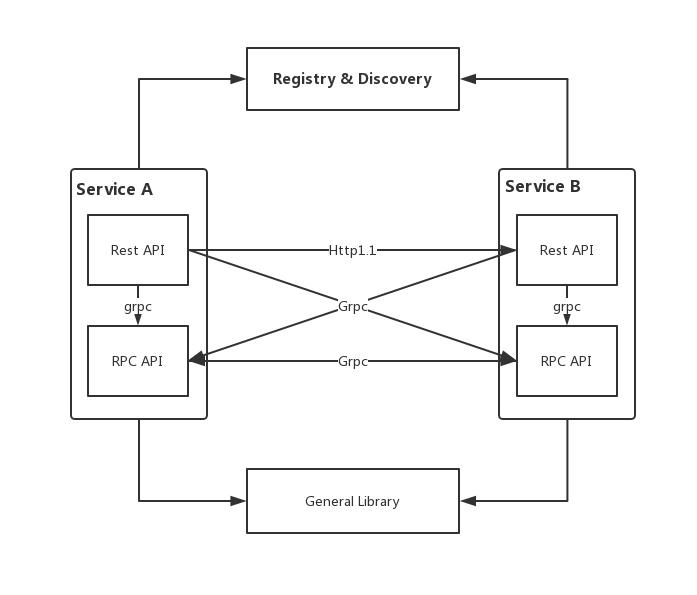 Registry & Discovery
Service A
Service B
Rest API
Http1.1
Rest API
grpc
Grpc
grpc
RPC API
Grpc
RPC API
General Library